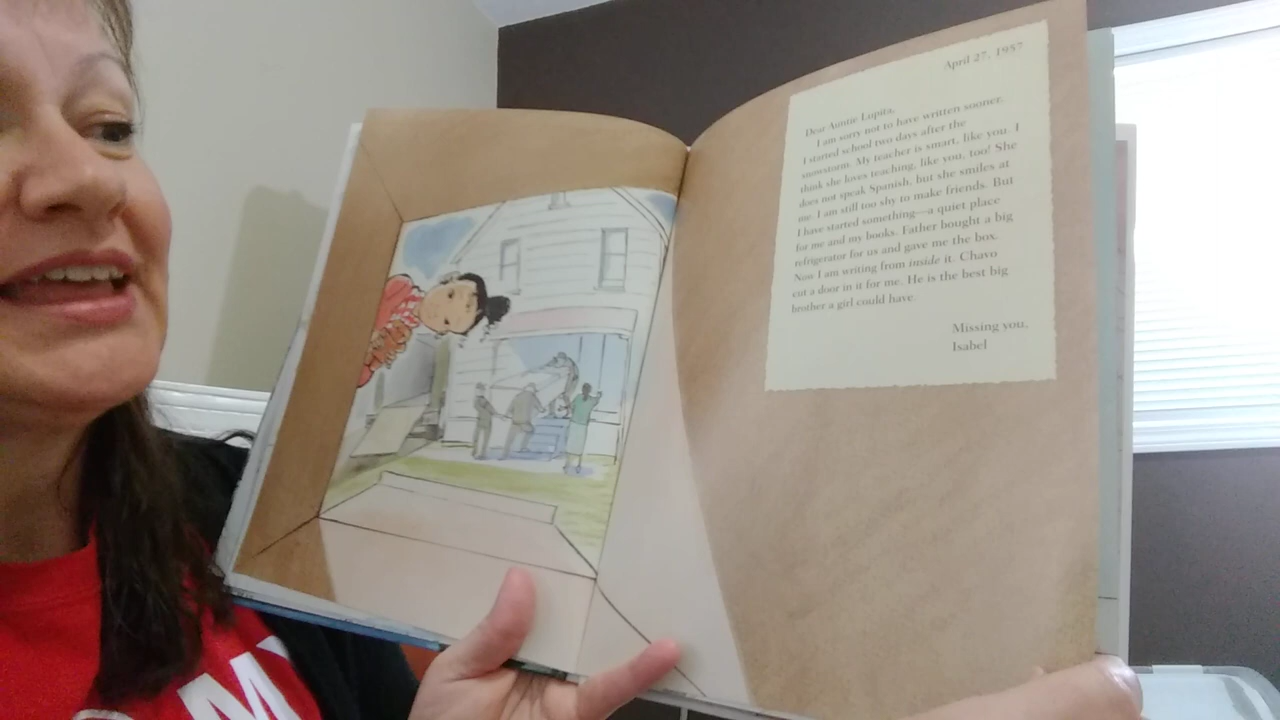 April 27, 1957
Dear Auntie Lupita,
I am sorry not to have written sooner.
I started school two days after the
snowstorm. My teacher is smart, like you. I
think she loves teaching, like you, too! She
does not speak Spanish, but she smiles at
me. I am still too shy to make friends. But
I have started something—a quiet place
for me and my books. Father bought a big
refrigerator for us and gave me the box.
Now I am writing from inside it. Chavo
cut a door in it for me. He is the best big
brother a girl could have.
Missing you,
Isabel
M